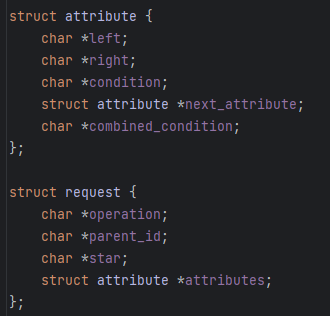 struct attribute {
    char *left;
    char *right;
    char *condition;
    struct attribute *next_attribute;
    char *combined_condition;
};

struct request {
    char *operation;
    char *parent_id;
    char *star;
    struct attribute *attributes;
};